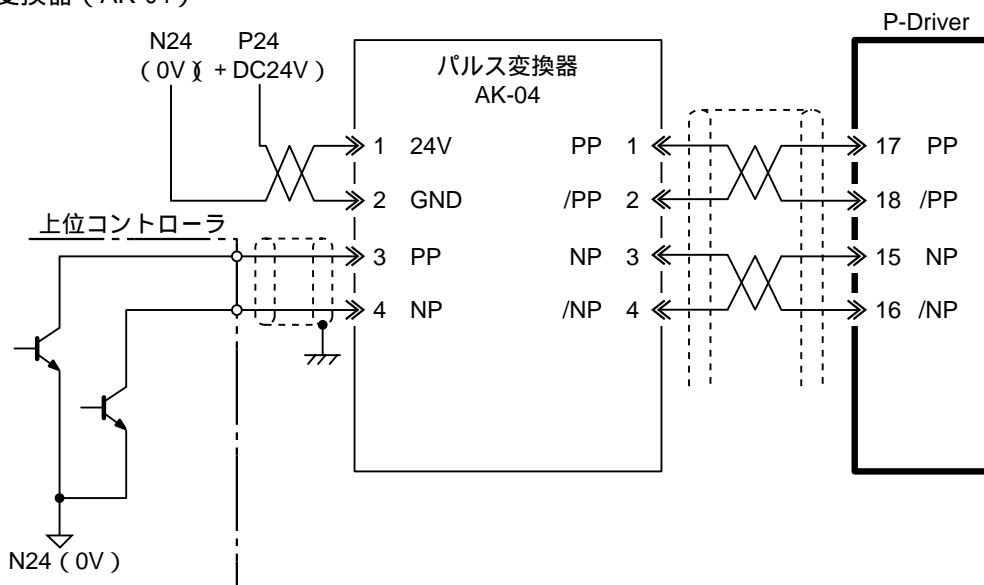 変換器 ( AK-04 )
P-Driver
N24 P24
( 0V )( + DC24V )
パルス変換器
AK-04
1 24V PP 1 17 PP
2 GND /PP 2 18 /PP
上位コントローラ
3 PP NP 3 15 NP
4 NP /NP 4 16 /NP
N24 ( 0V )